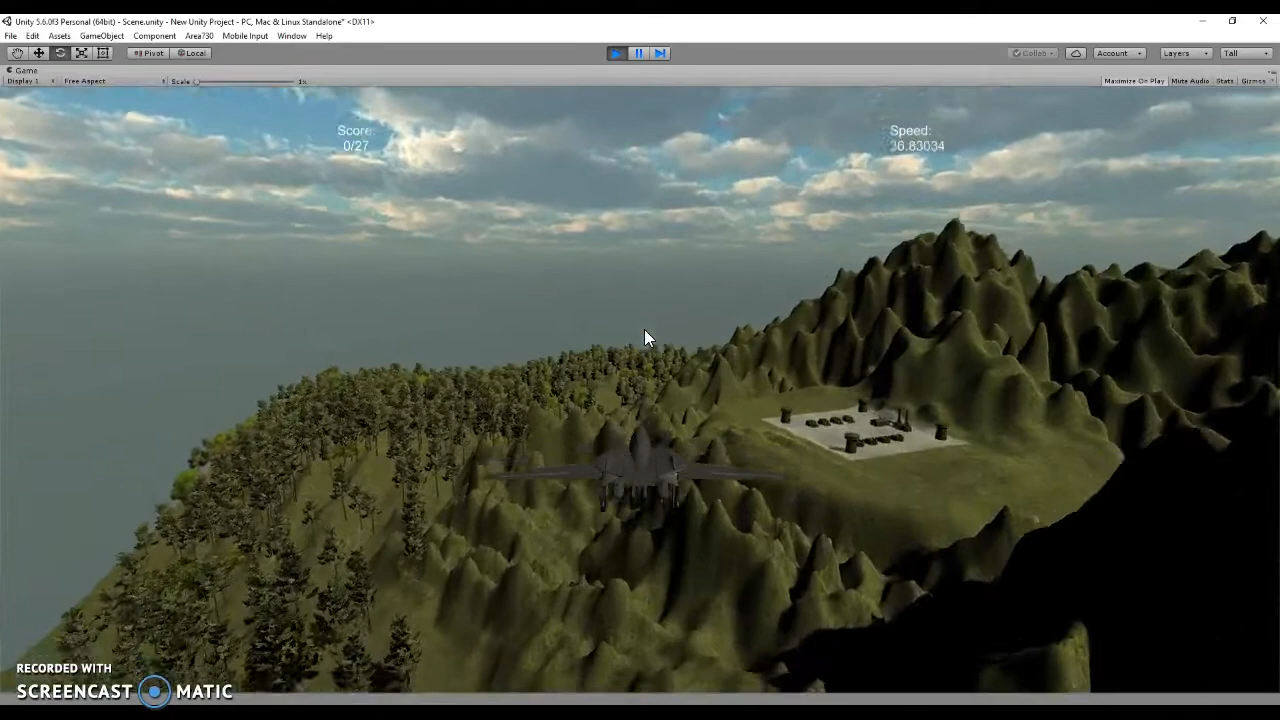 Unity 5.6.0f3 Personal (64bit) - Scene.unity - New Unity Project - PC, Mac & Linux Standalone* <DX11>
File Edit Assets GameObject Component Area730 Mobile Input Window Help
Pivot Local Collab Account Layers Tall
Game
Display 1 Free Aspect Scale 1x Maximize On Play Mute Audio Stats Gizmos
Score: Speed:
0/27 36.83034
RECORDED WITH
SCREENCAST MATIC